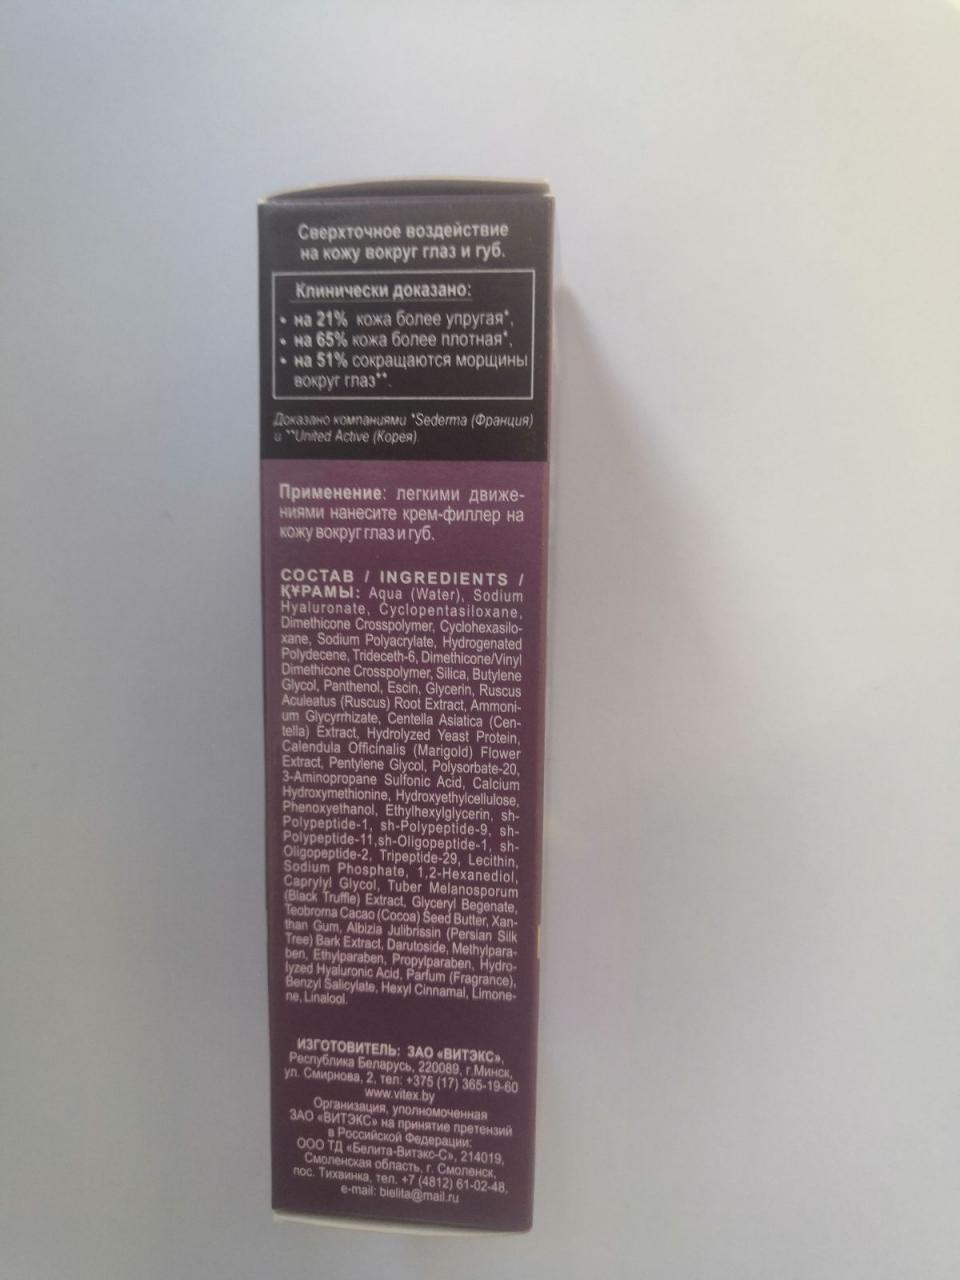 Сверхточное воздействие
на кожу вокруг глаз и губ.
Клинически доказано:
• на 21% кожа более упругая*,
• на 65% кожа более плотная*,
• на 51% сокращаются морщины
вокруг глаз**.
Доказано компаниями *Sederma (Франция)
и **United Active (Корея).
Применение: легкими движе-
ниями нанесите крем-филлер на
кожу вокруг глаз и губ.
СОСТАВ / INGREDIENTS /
ҚҰРАМЫ: Aqua (Water), Sodium
Hyaluronate, Cyclopentasiloxane,
Dimethicone Crosspolymer, Cyclohexasilo-
xane, Sodium Polyacrylate, Hydrogenated
Polydecene, Trideceth-6, Dimethicone/Vinyl
Dimethicone Crosspolymer, Silica, Butylene
Glycol, Panthenol, Escin, Glycerin, Ruscus
Aculeatus (Ruscus) Root Extract, Ammoni-
um Glycyrrhizate, Centella Asiatica (Cen-
tella) Extract, Hydrolyzed Yeast Protein,
Calendula Officinalis (Marigold) Flower
Extract, Pentylene Glycol, Polysorbate-20,
3-Aminopropane Sulfonic Acid, Calcium
Hydroxymethionine, Hydroxyethylcellulose,
Phenoxyethanol, Ethylhexylglycerin, sh-
Polypeptide-1, sh-Polypeptide-9, sh-
Polypeptide-11,sh-Oligopeptide-1, sh-
Oligopeptide-2, Tripeptide-29, Lecithin,
Sodium Phosphate, 1,2-Hexanediol,
Caprylyl Glycol, Tuber Melanosporum
(Black Truffle) Extract, Glyceryl Begenate,
Teobroma Cacao (Cocoa) Seed Butter, Xan-
than Gum, Albizia Julibrissin (Persian Silk
Tree) Bark Extract, Darutoside, Methylpara-
ben, Ethylparaben, Propylparaben, Hydro-
lyzed Hyaluronic Acid, Parfum (Fragrance),
Benzyl Salicylate, Hexyl Cinnamal, Limone-
ne, Linalool.
ИЗГОТОВИТЕЛЬ: ЗАО «ВИТЭКС»,
Республика Беларусь, 220089, г.Минск,
ул. Смирнова, 2, тел: +375 (17) 365-19-60
www.vitex.by
Организация, уполномоченная
ЗАО «ВИТЭКС» на принятие претензий
в Российской Федерации:
ООО ТД «Белита-Витэкс-С», 214019,
Смоленская область, г. Смоленск,
пос. Тихвинка, тел. +7 (4812) 61-02-48,
e-mail: bielita@mail.ru